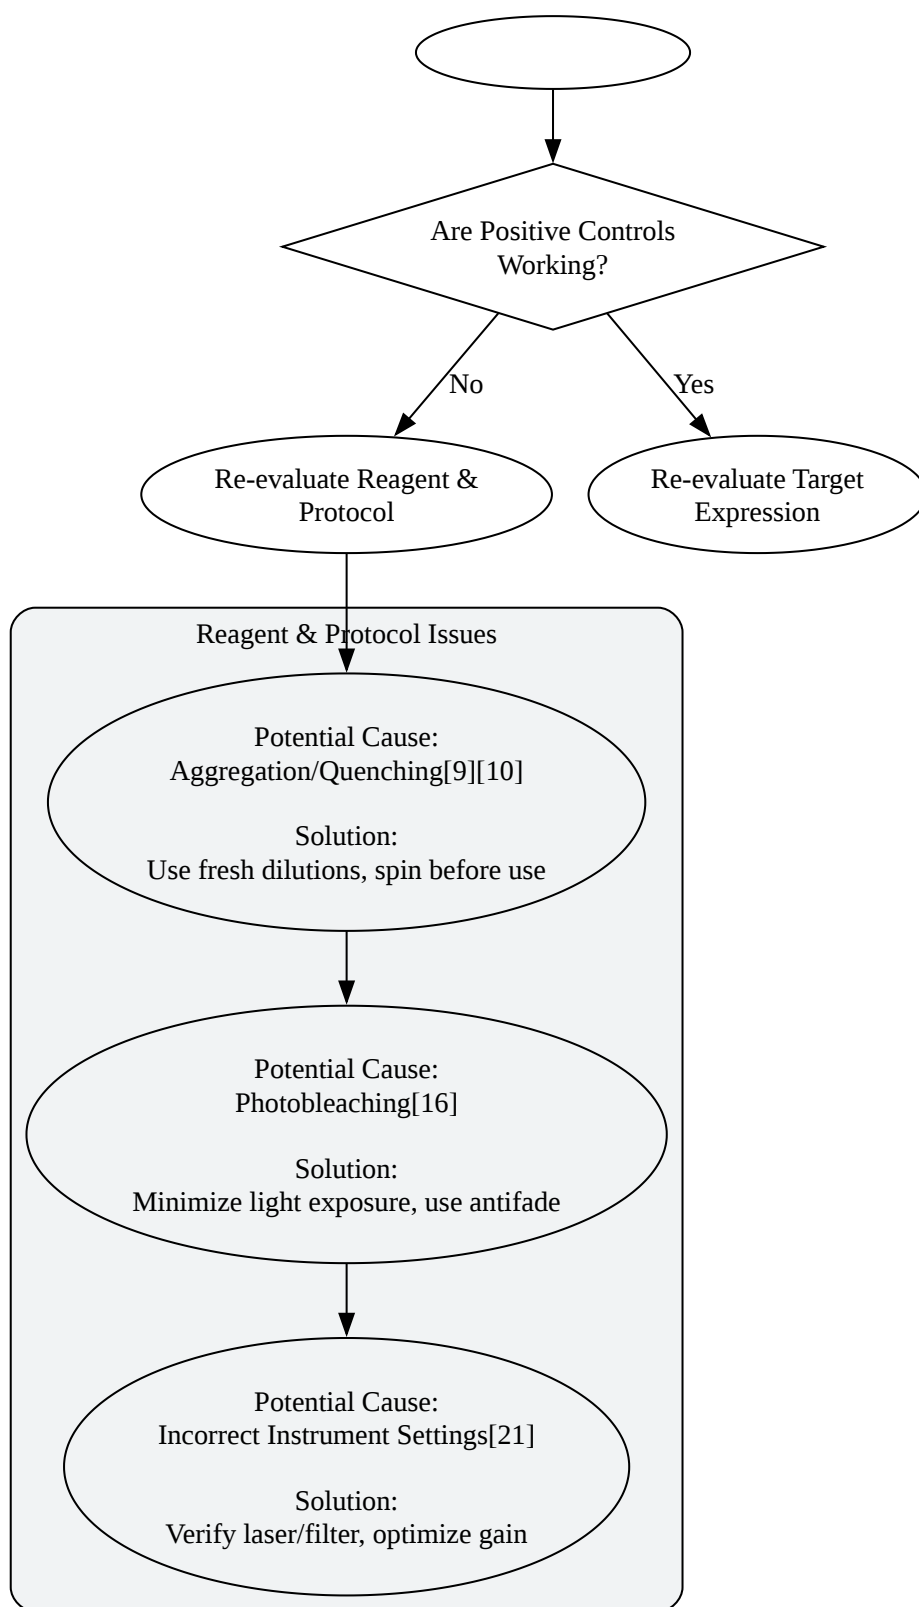 Are Positive Controls
Working?
No
Yes
Re-evaluate Reagent &
Protocol
Re-evaluate Target
Expression
Reagent & Protocol Issues
Potential Cause:
Aggregation/Quenching[9][10]
Solution:
Use fresh dilutions, spin before use
Potential Cause:
Photobleaching[16]
Solution:
Minimize light exposure, use antifade
Potential Cause:
Incorrect Instrument Settings[21]
Solution:
Verify laser/filter, optimize gain